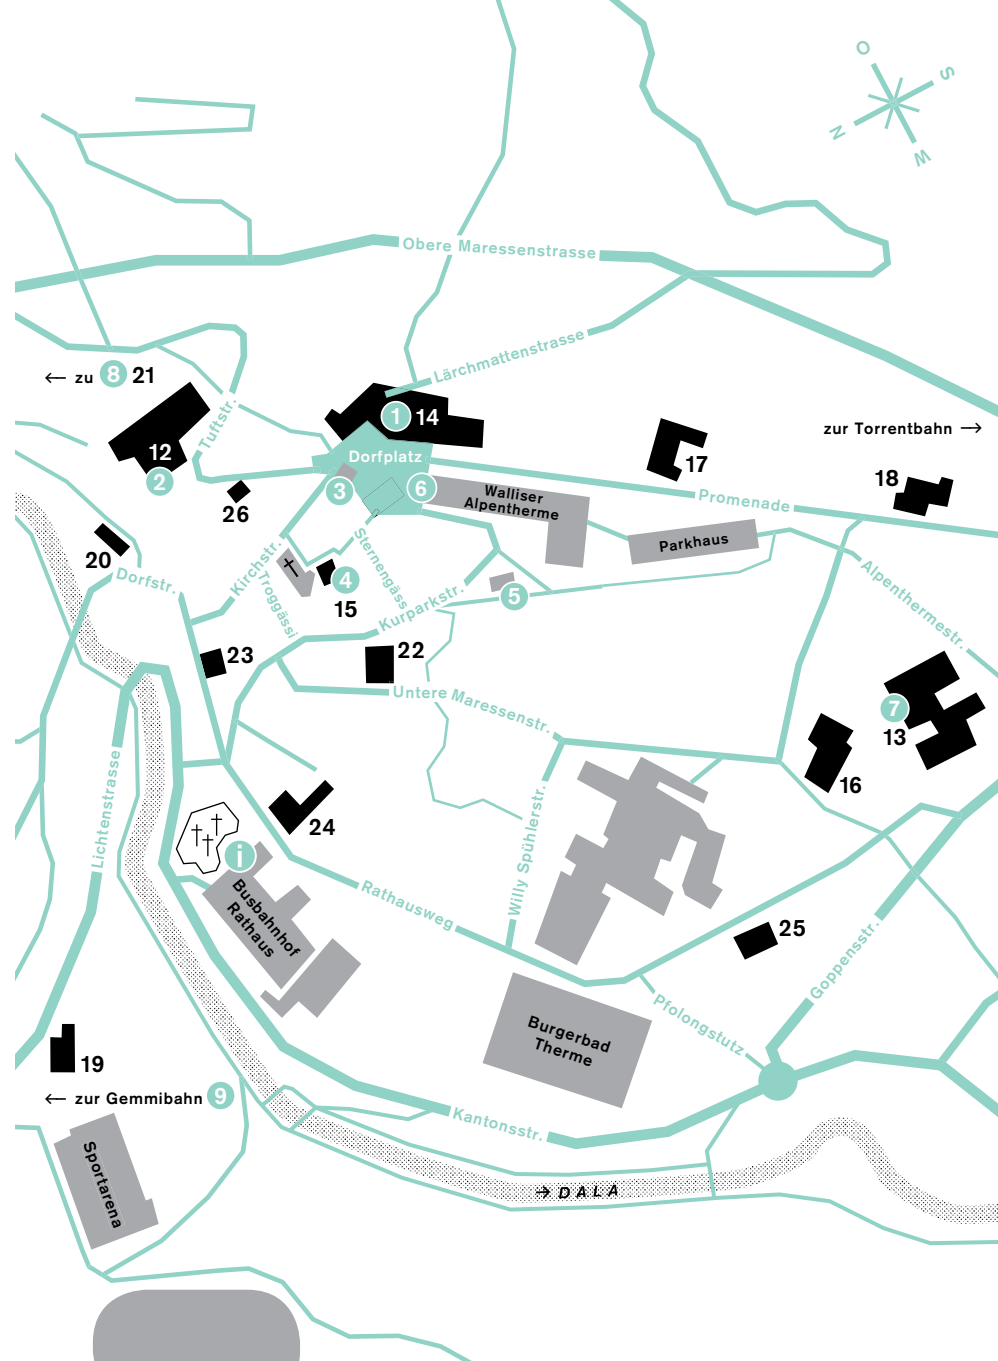 O
S
N
W
Obere Maressenstrasse
Lärchmattenstrasse
← zu 8 21
Tuftstr.
1 14
zur Torrentbahn →
12
2
Dorfplatz
17
18
3
6
Walliser
Alpentherme
Promenade
26
Parkhaus
20
Dorfstr.
Kirchstr.
Troggässi
Sternengäss
4
15
5
Kurparkstr.
Alpenthermestr.
23
22
Untere Maressenstr.
7
13
16
Lichtenstrasse
24
Willy Spühlerstr.
i
Busbahnhof
Rathaus
Rathausweg
25
Goppensstr.
Pfolongstutz
Burgerbad
Therme
19
← zur Gemmibahn 9
Kantonsstr.
Sportarena
→ DALA